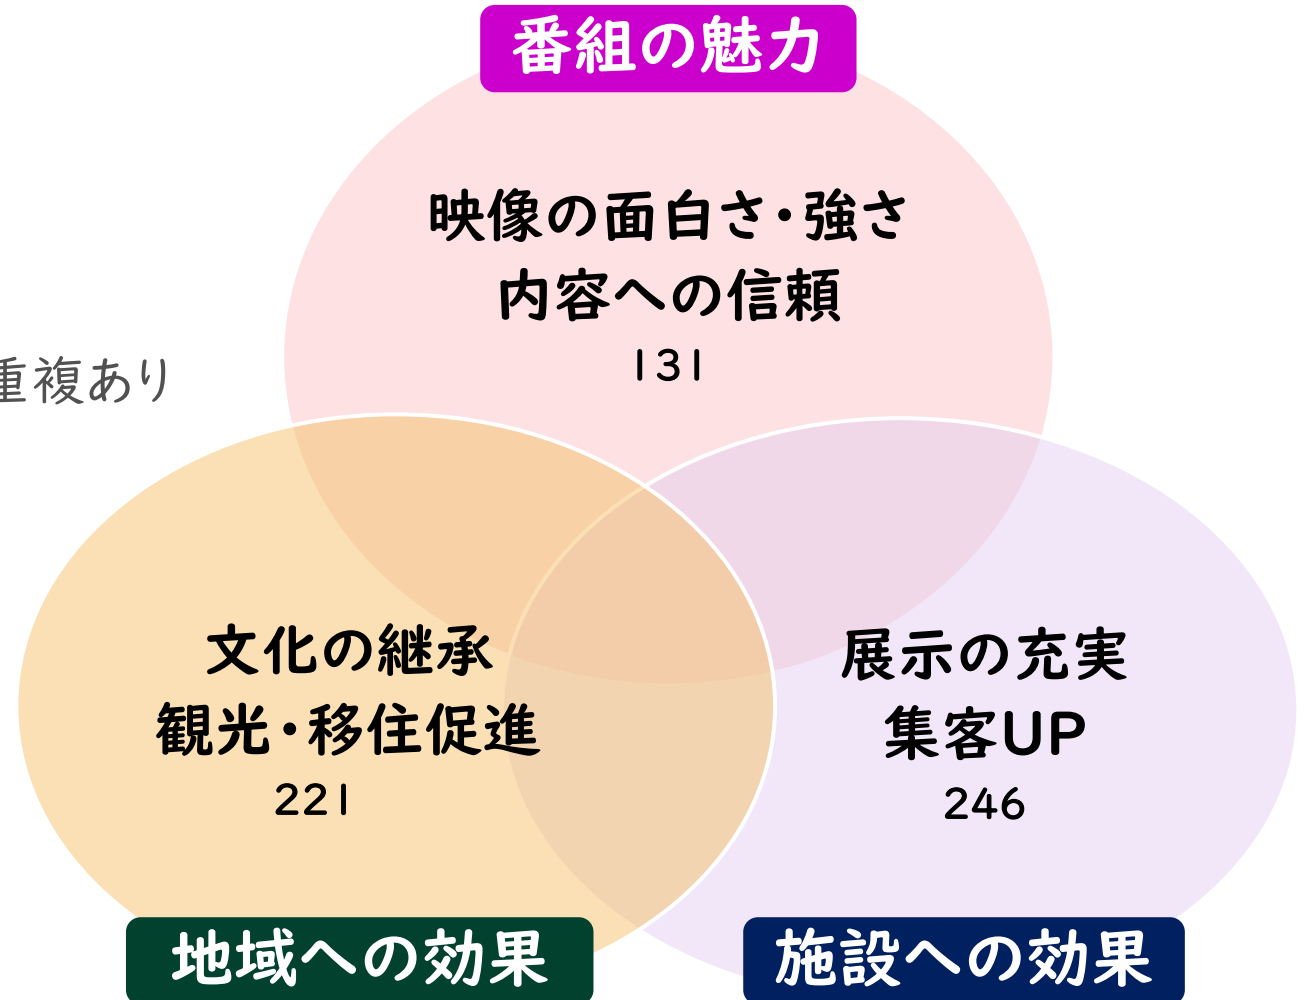 番組の魅力
映像の面白さ・強さ
内容への信頼
131
重複あり
文化の継承
観光・移住促進
221
展示の充実
集客UP
246
地域への効果
施設への効果